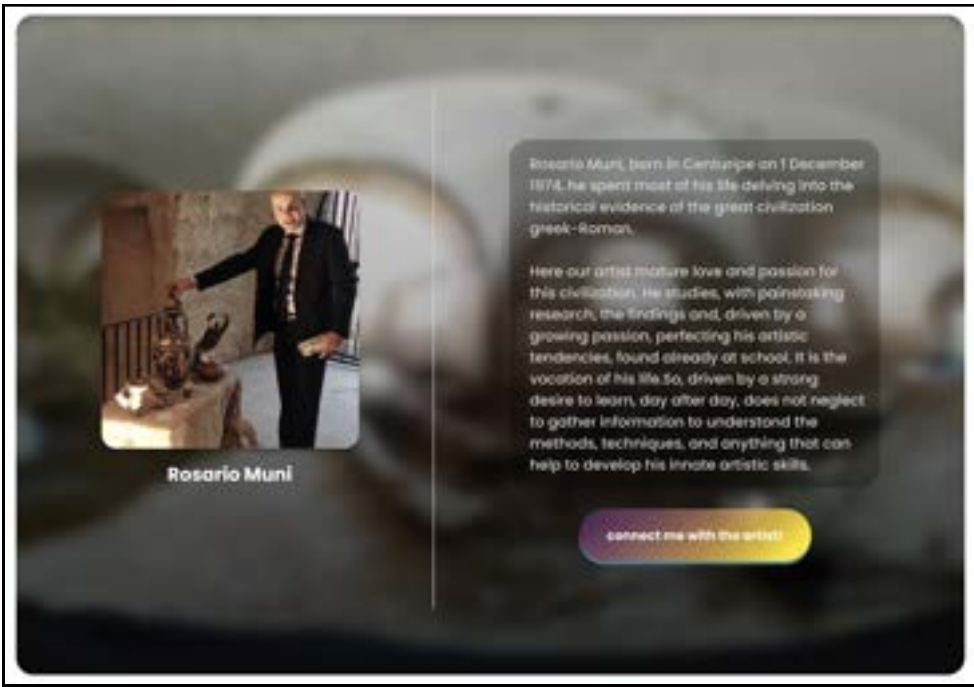 Rosario Muni
Rosario Muni, born in Centuripe on 1 December
1974, he spent most of his life delving into the
historical evidence of the great civilization
greek-Roman.
Here our artist mature love and passion for
this civilization. He studies, with painstaking
research, the findings and, driven by a
growing passion, perfecting his artistic
tendencies, found already at school. It is the
vocation of his life.So, driven by a strong
desire to learn, day after day, does not neglect
to gather information to understand the
methods, techniques, and anything that can
help to develop his innate artistic skills.
connect me with the artist!